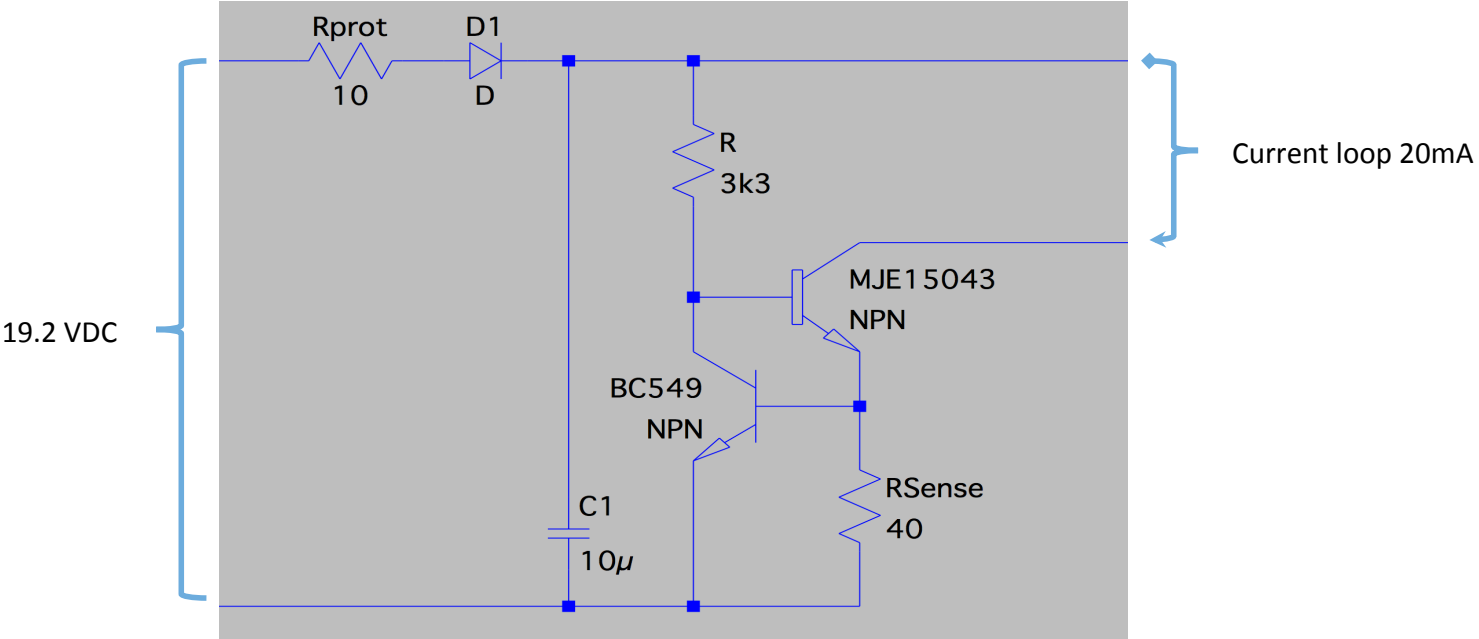 Rprot
10
D1
D
R
3k3
Current loop 20mA
MJE15043
NPN
19.2 VDC
BC549
NPN
C1
10µ
RSense
40